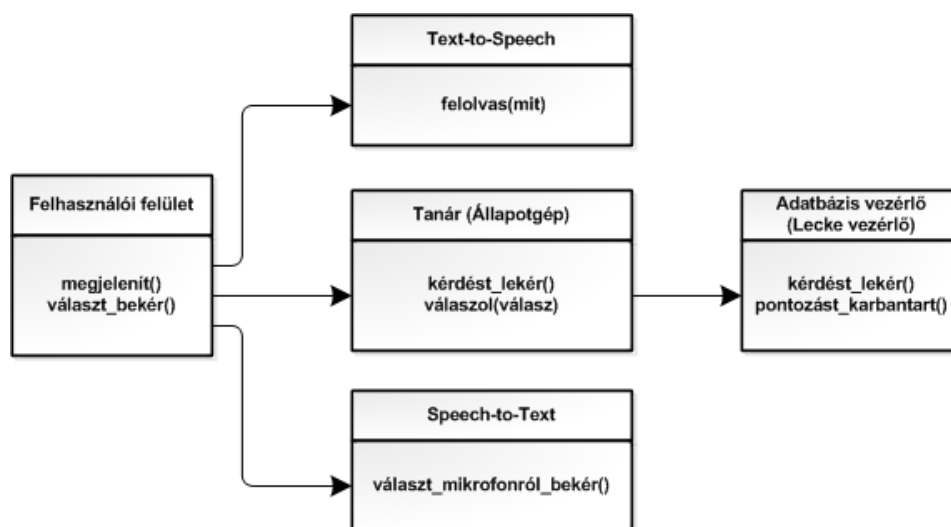 Text-to-Speech
felolvas(mit)
Felhasználói felület
megjelenít()
választ_bekér()
Tanár (Állapotgép)
kérdést_lekér()
válaszol(válasz)
Adatbázis vezérlő
(Lecke vezérlő)
kérdést_lekér()
pontozást_karbantart()
Speech-to-Text
választ_mikrofonról_bekér()